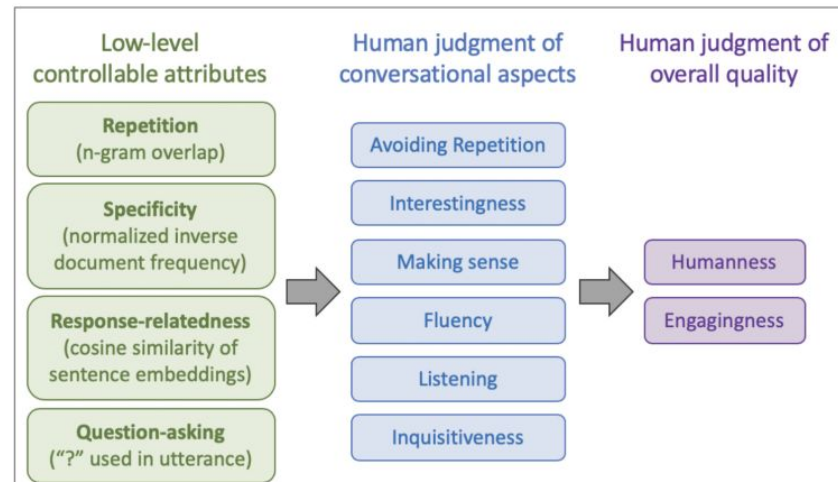 Low-level
controllable attributes
Repetition
(n-gram overlap)
Specificity
(normalized inverse
document frequency)
Response-relatedness
(cosine similarity of
sentence embeddings)
Question-asking
(“?” used in utterance)
Human judgment of
conversational aspects
Avoiding Repetition
Interestingness
Making sense
Fluency
Listening
Inquisitiveness
Human judgment of
overall quality
Humanness
Engagingness